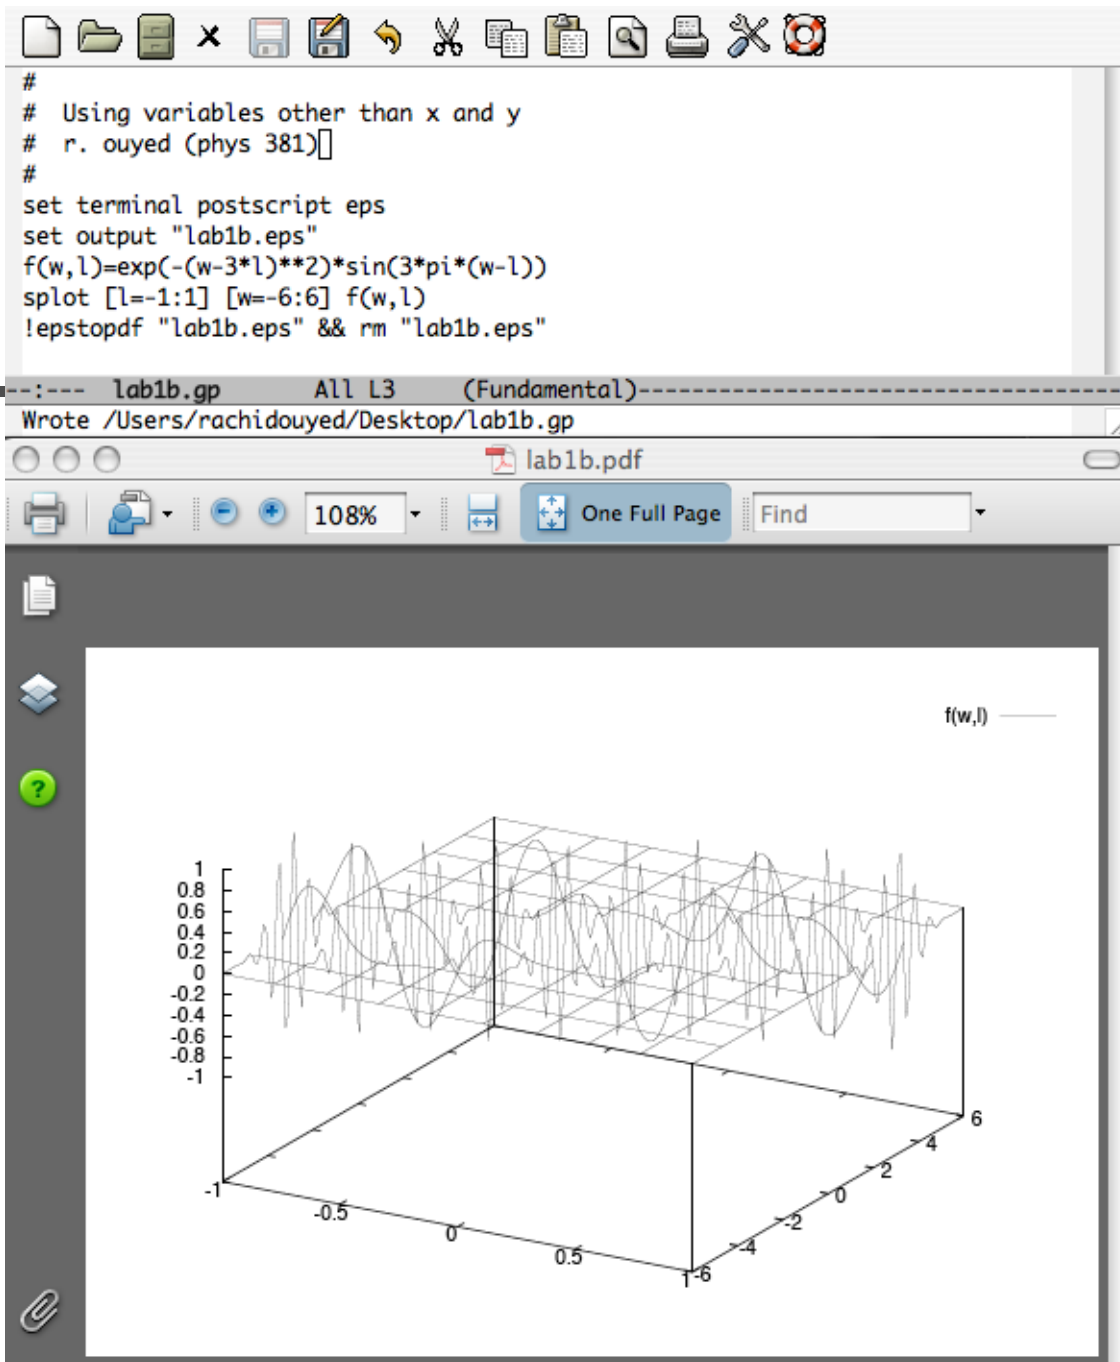 #
#  Using variables other than x and y
#  r. ouyed (phys 381)
#
set terminal postscript eps
set output "lab1b.eps"
f(w,l)=exp(-(w-3*l)**2)*sin(3*pi*(w-l))
splot [l=-1:1] [w=-6:6] f(w,l)
!epstopdf "lab1b.eps" && rm "lab1b.eps"
--:---  lab1b.gp        All L3     (Fundamental)-----------------------------------
Wrote /Users/rachidouyed/Desktop/lab1b.gp
lab1b.pdf
108%
One Full Page
Find
f(w,l)
1
0.8
0.6
0.4
0.2
0
-0.2
-0.4
-0.6
-0.8
-1
-1
-0.5
0
0.5
1
-6
-4
-2
0
2
4
6